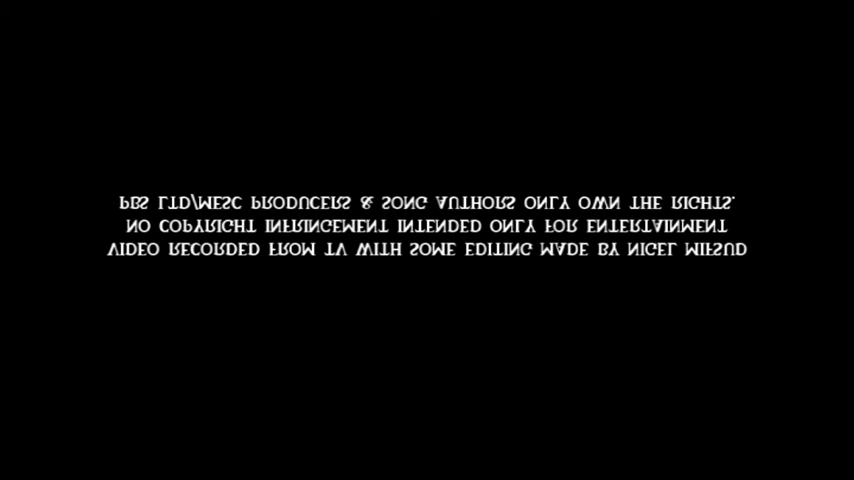 VIDEO RECORDED FROM TV WITH SOME EDITING MADE BY NIGEL MIFSUD
NO COPYRIGHT INFRINGEMENT INTENDED ONLY FOR ENTERTAINMENT
PBS LTD/MESC PRODUCERS & SONG AUTHORS ONLY OWN THE RIGHTS.